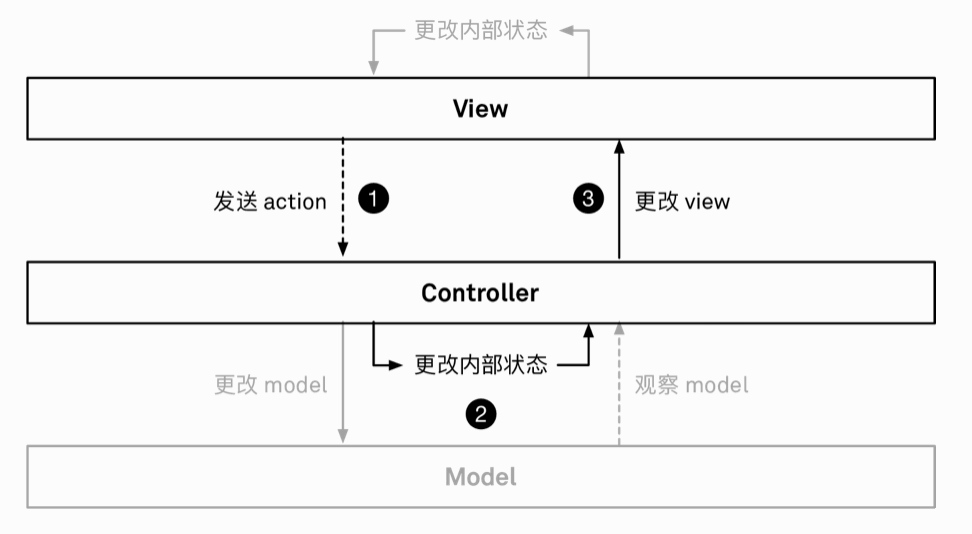 更改内部状态
View
发送 action
1
3
更改 view
Controller
更改 model
更改内部状态
观察 model
2
Model